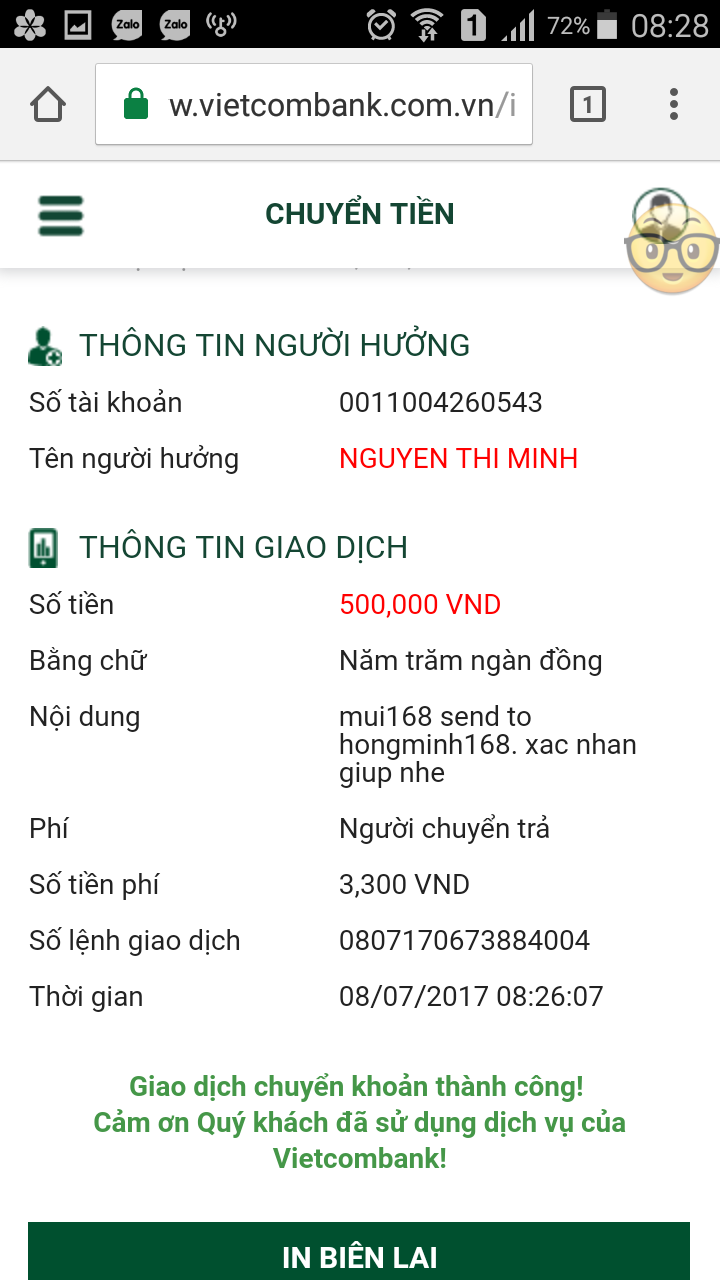 Zalo
Zalo
1
72%
08:28
w.vietcombank.com.vn/i
1
CHUYỂN TIỀN
THÔNG TIN NGƯỜI HƯỞNG
Số tài khoản 0011004260543
Tên người hưởng NGUYEN THI MINH
THÔNG TIN GIAO DỊCH
Số tiền 500,000 VND
Bằng chữ Năm trăm ngàn đồng
Nội dung mui168 send to
hongminh168. xac nhan
giup nhe
Phí Người chuyển trả
Số tiền phí 3,300 VND
Số lệnh giao dịch 0807170673884004
Thời gian 08/07/2017 08:26:07
Giao dịch chuyển khoản thành công!
Cảm ơn Quý khách đã sử dụng dịch vụ của
Vietcombank!
IN BIÊN LAI